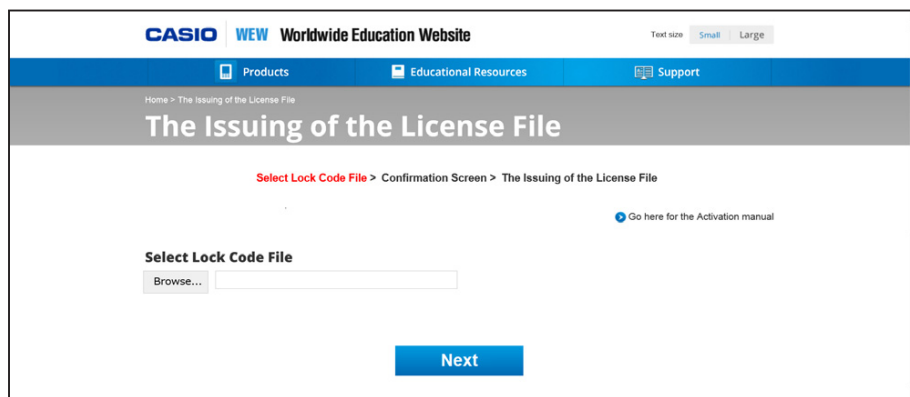 CASIO WEW Worldwide Education Website Text size Small Large
Products Educational Resources Support
Home > The Issuing of the License File
The Issuing of the License File
Select Lock Code File > Confirmation Screen > The Issuing of the License File
Go here for the Activation manual
Select Lock Code File
Browse...
Next